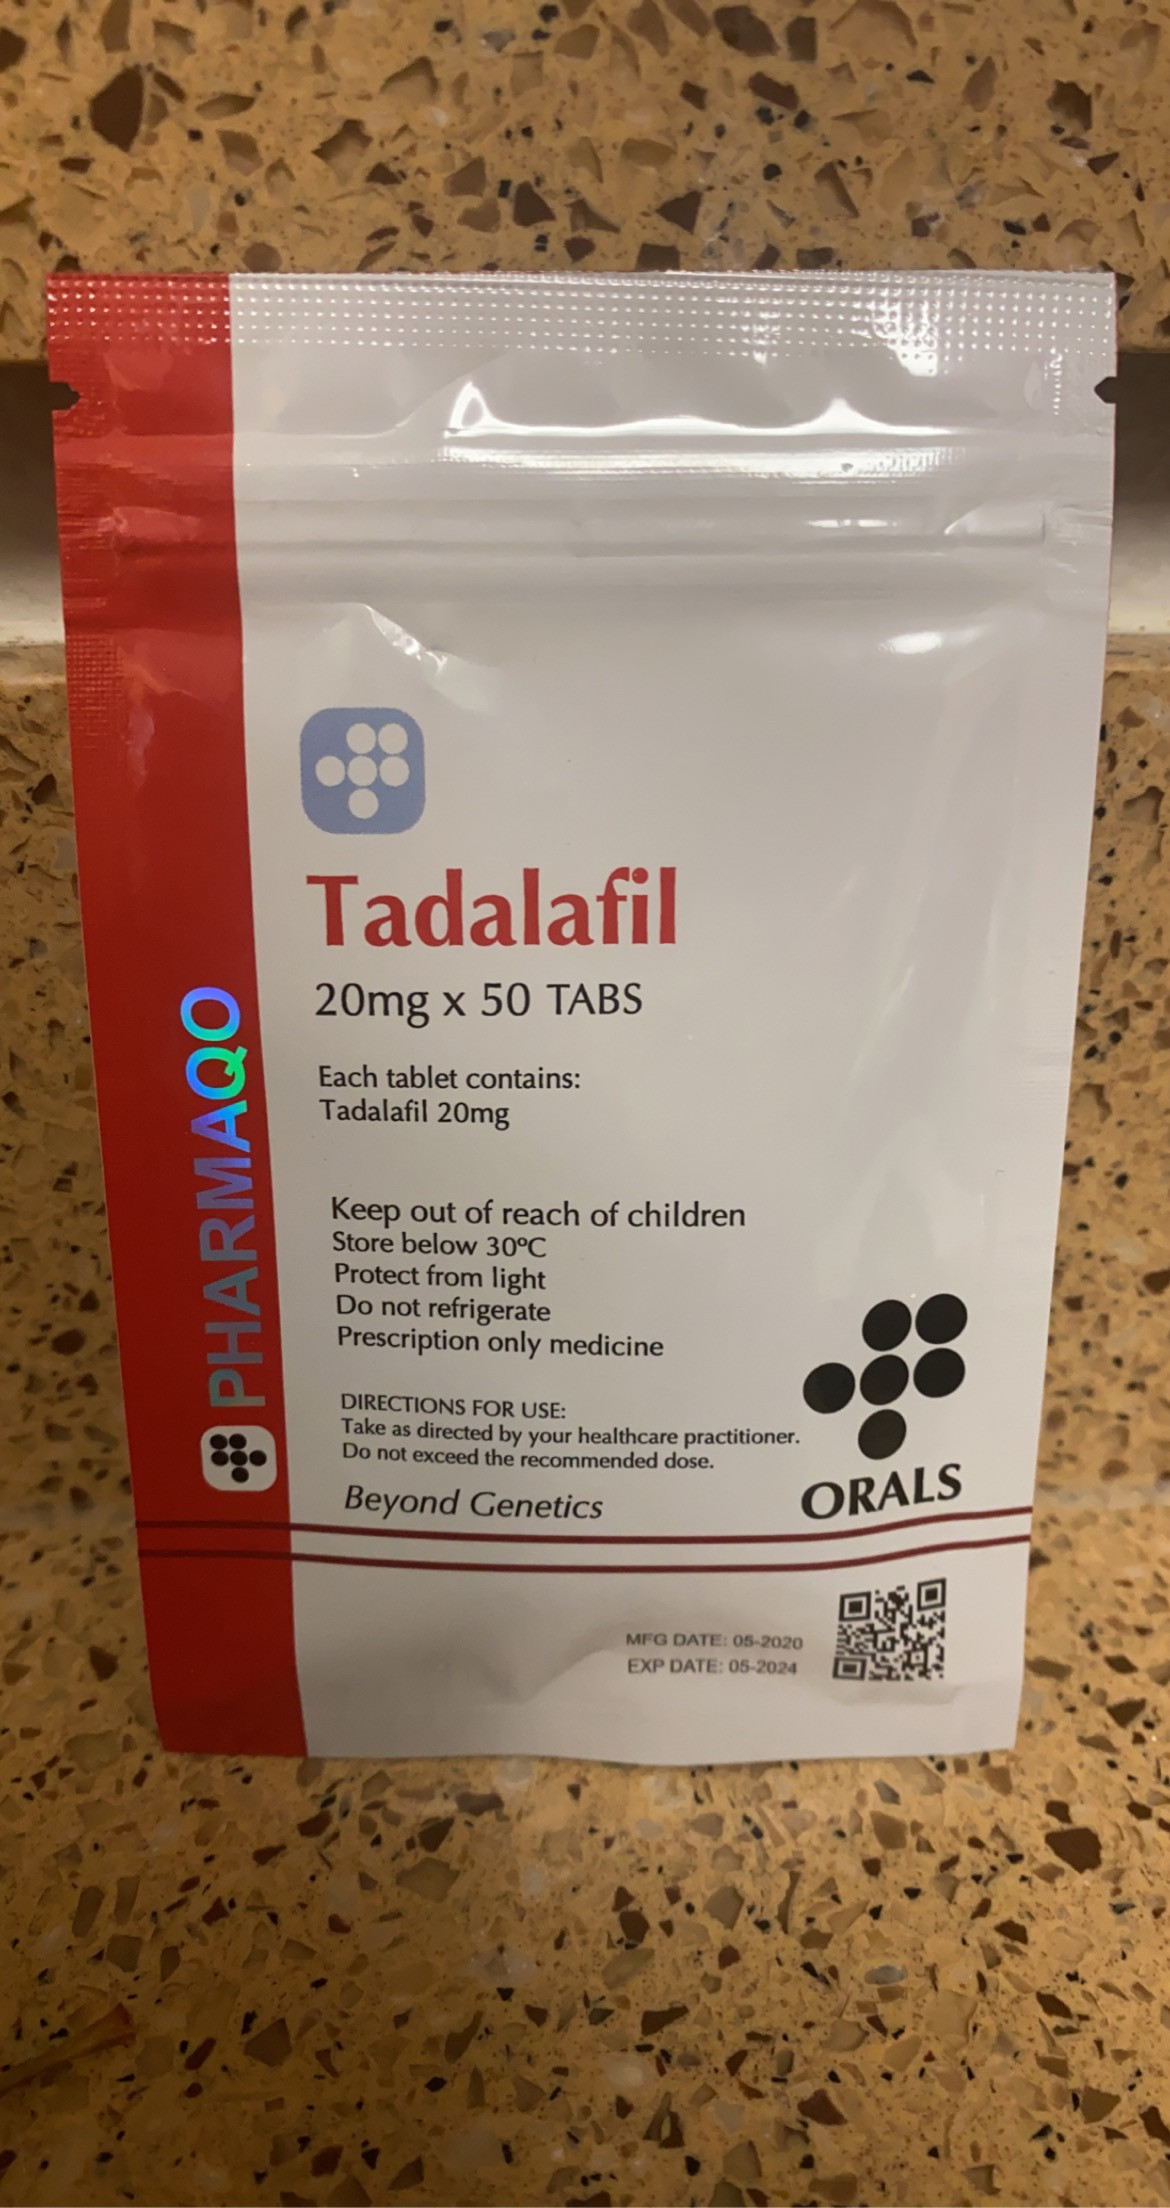 PHARMAQO
Tadalafil
20mg x 50 TABS
Each tablet contains:
Tadalafil 20mg
Keep out of reach of children
Store below 30ºC
Protect from light
Do not refrigerate
Prescription only medicine
DIRECTIONS FOR USE:
Take as directed by your healthcare practitioner.
Do not exceed the recommended dose.
Beyond Genetics
ORALS
MFG DATE: 05-2020
EXP DATE: 05-2024